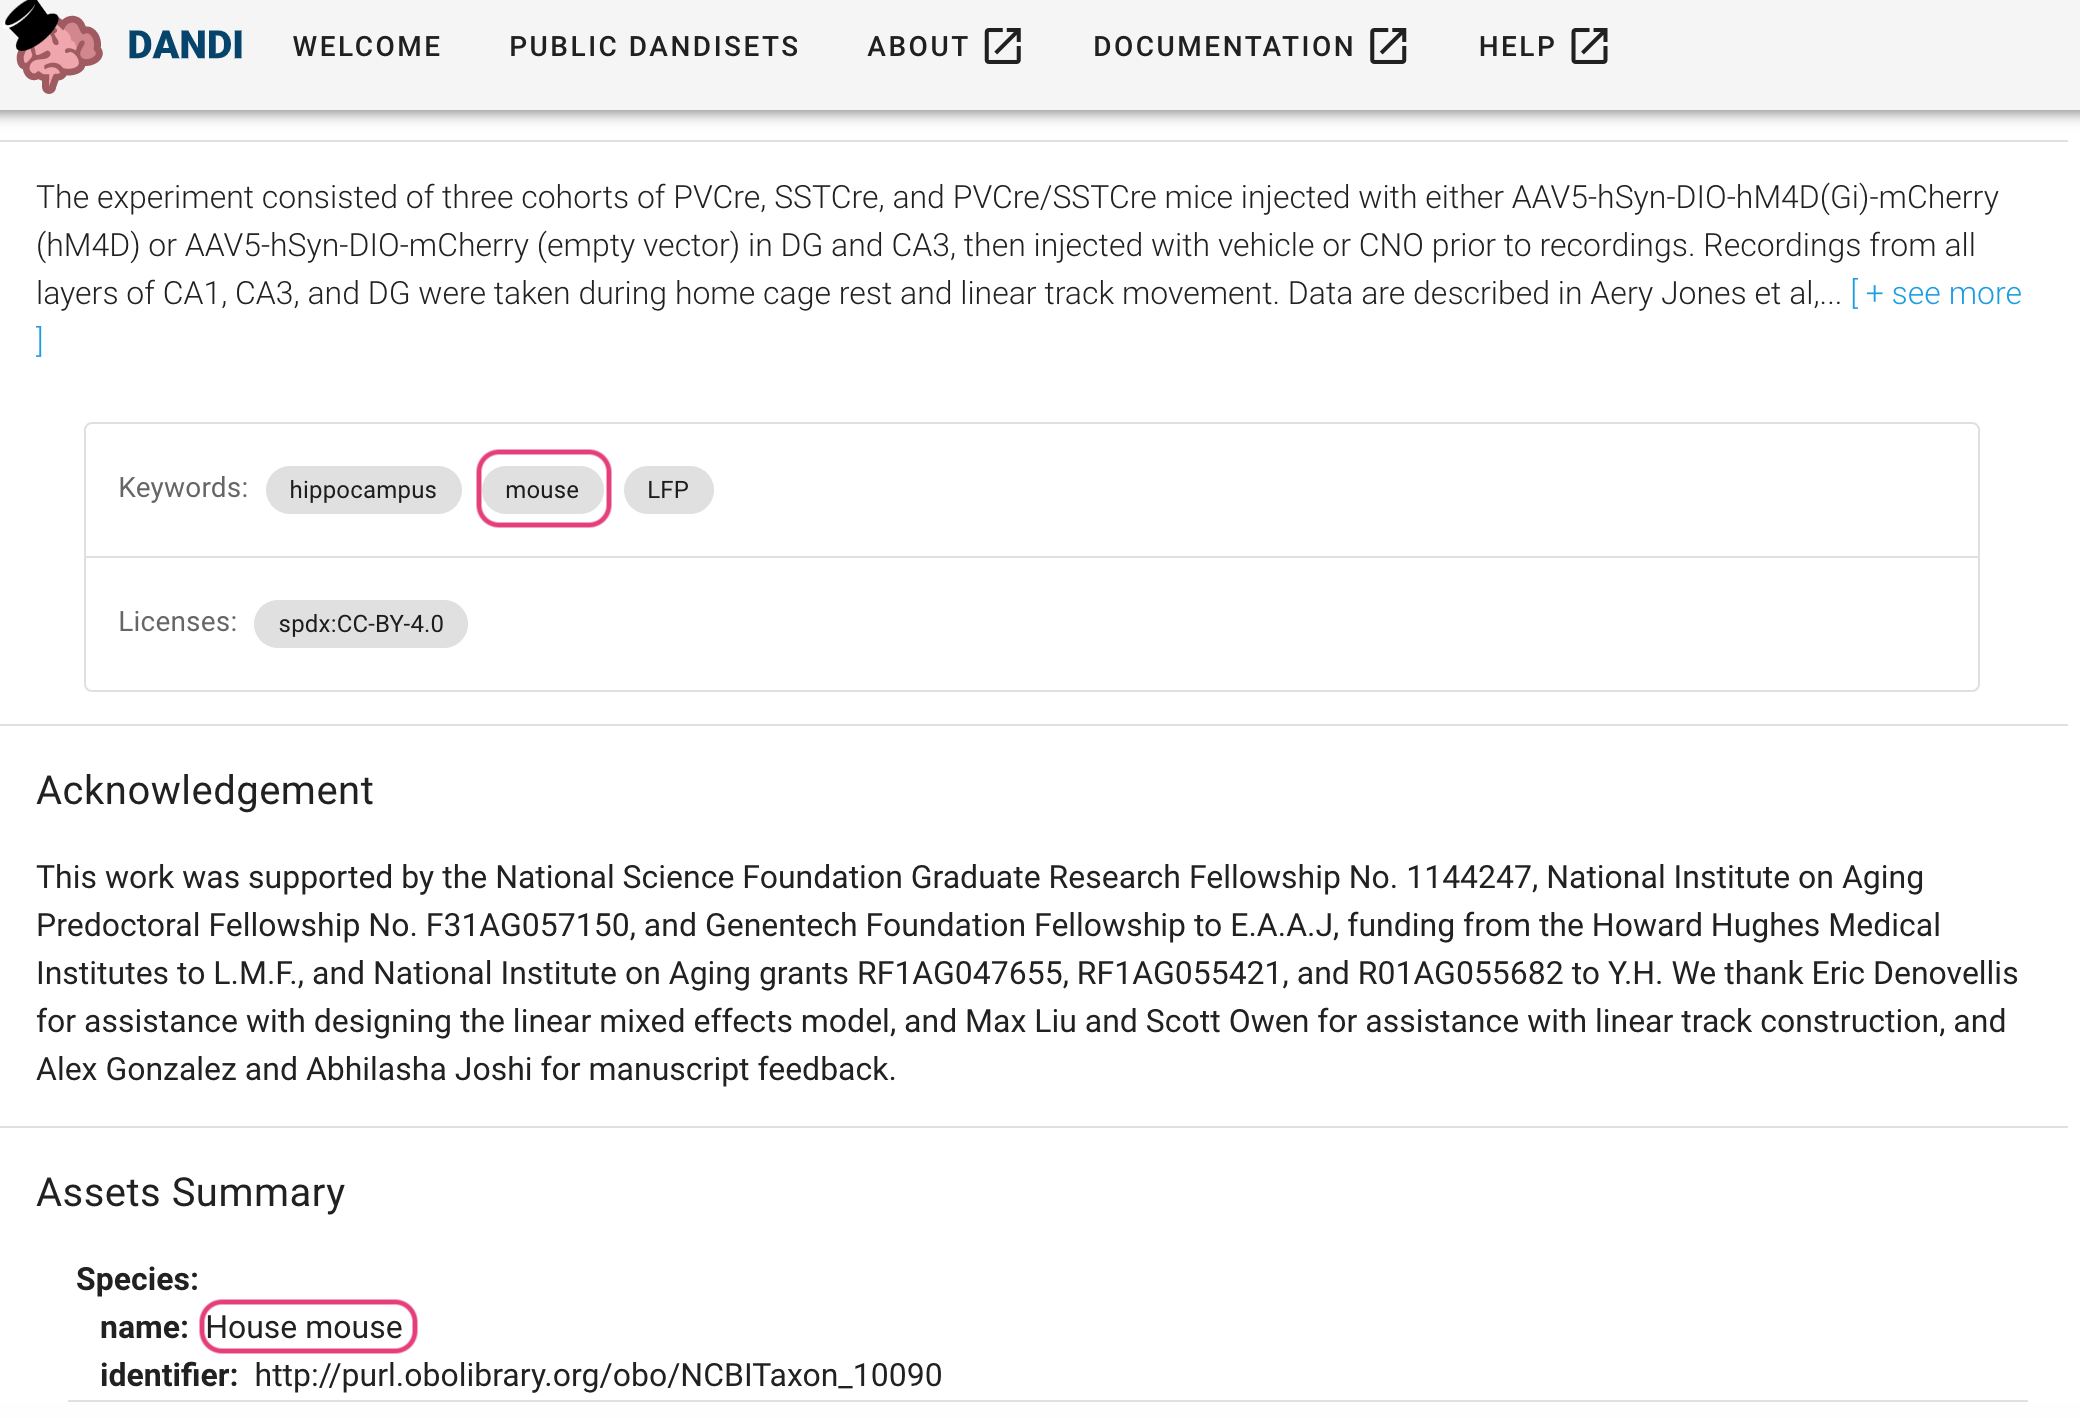 DANDI WELCOME PUBLIC DANDISETS ABOUT DOCUMENTATION HELP
The experiment consisted of three cohorts of PVCre, SSTCre, and PVCre/SSTCre mice injected with either AAV5-hSyn-DIO-hM4D(Gi)-mCherry
(hM4D) or AAV5-hSyn-DIO-mCherry (empty vector) in DG and CA3, then injected with vehicle or CNO prior to recordings. Recordings from all
layers of CA1, CA3, and DG were taken during home cage rest and linear track movement. Data are described in Aery Jones et al,... [ + see more
]
Keywords: hippocampus mouse LFP
Licenses: spdx:CC-BY-4.0
Acknowledgement
This work was supported by the National Science Foundation Graduate Research Fellowship No. 1144247, National Institute on Aging
Predoctoral Fellowship No. F31AG057150, and Genentech Foundation Fellowship to E.A.A.J, funding from the Howard Hughes Medical
Institutes to L.M.F., and National Institute on Aging grants RF1AG047655, RF1AG055421, and R01AG055682 to Y.H. We thank Eric Denovellis
for assistance with designing the linear mixed effects model, and Max Liu and Scott Owen for assistance with linear track construction, and
Alex Gonzalez and Abhilasha Joshi for manuscript feedback.
Assets Summary
Species:
name: House mouse
identifier: http://purl.obolibrary.org/obo/NCBITaxon_10090